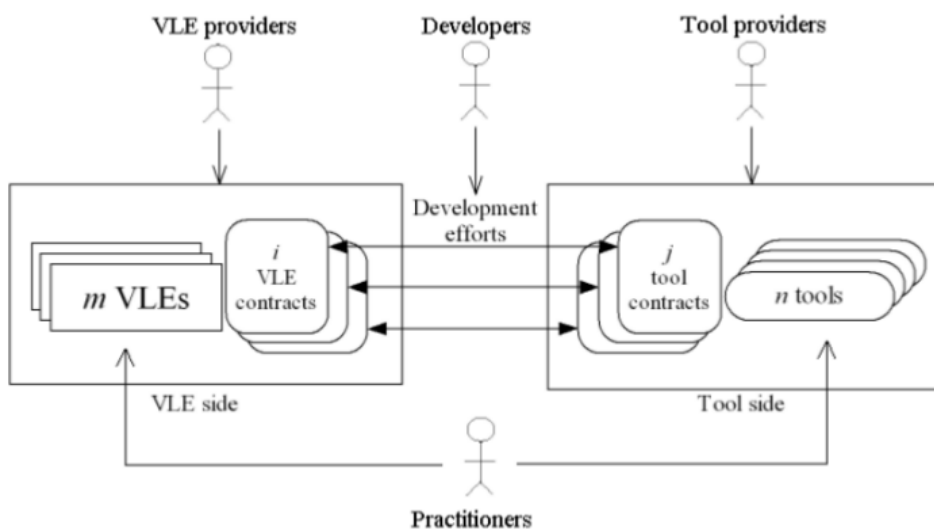 VLE providers
Developers
Tool providers
Development
efforts
i
VLE
contracts
m VLEs
j
tool
contracts
n tools
VLE side
Tool side
Practitioners